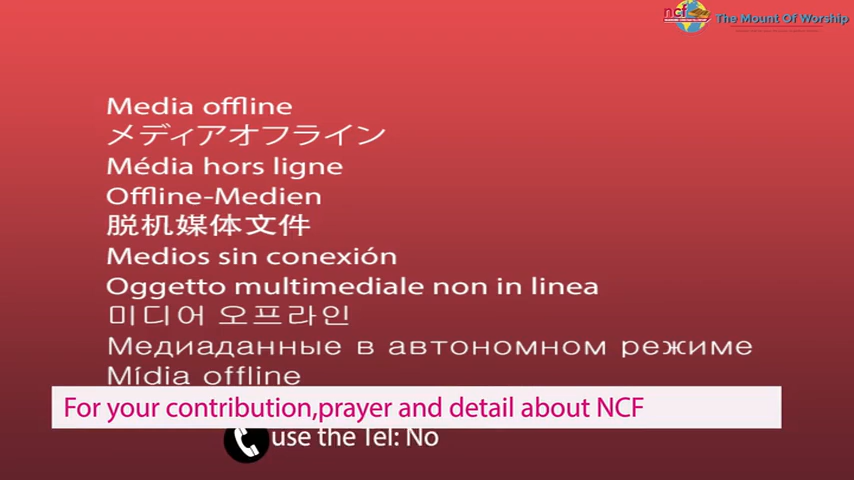 ncf
The Mount Of Worship
Media offline
メディアオフライン
Média hors ligne
Offline-Medien
脱机媒体文件
Medios sin conexión
Oggetto multimediale non in linea
미디어 오프라인
Медиаданные в автономном режиме
Mídia offline
For your contribution,prayer and detail about NCF
use the Tel: No